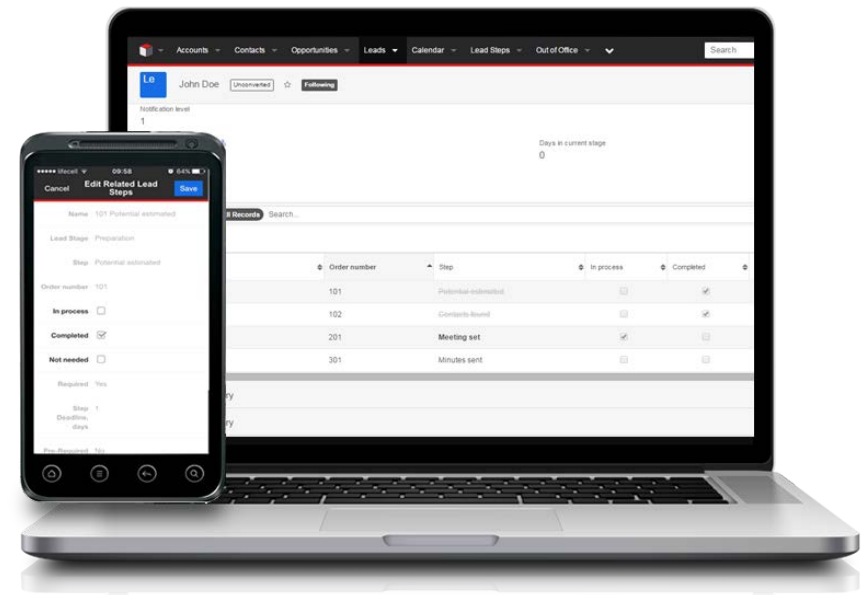 Accounts Contacts Opportunities Leads Calendar Lead Steps Out of Office Search
Le John Doe Unconverted Following
Notification level
1
Days in current stage
0
ll Records Search...
Order number Step In process Completed
101 Potential estimated
102 Contacts found
201 Meeting set
301 Minutes sent
ry
ry
lifecell 09:58 64%
Cancel Edit Related Lead Steps Save
Name 101 Potential estimated
Lead Stage Preparation
Step Potential estimated
Order number 101
In process
Completed
Not needed
Required Yes
Step Deadline, days 1
Pre-Required No